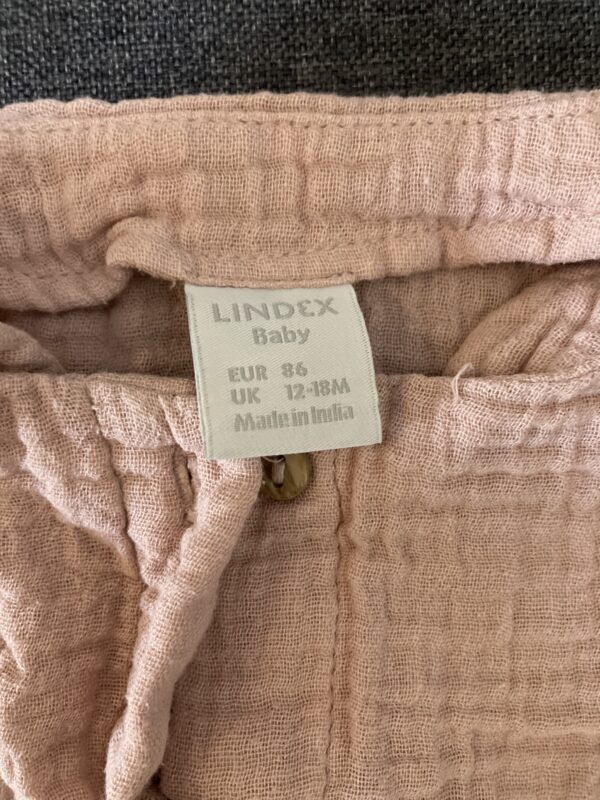 LINDEX
Baby
EUR 86
UK 12-18M
Made in India